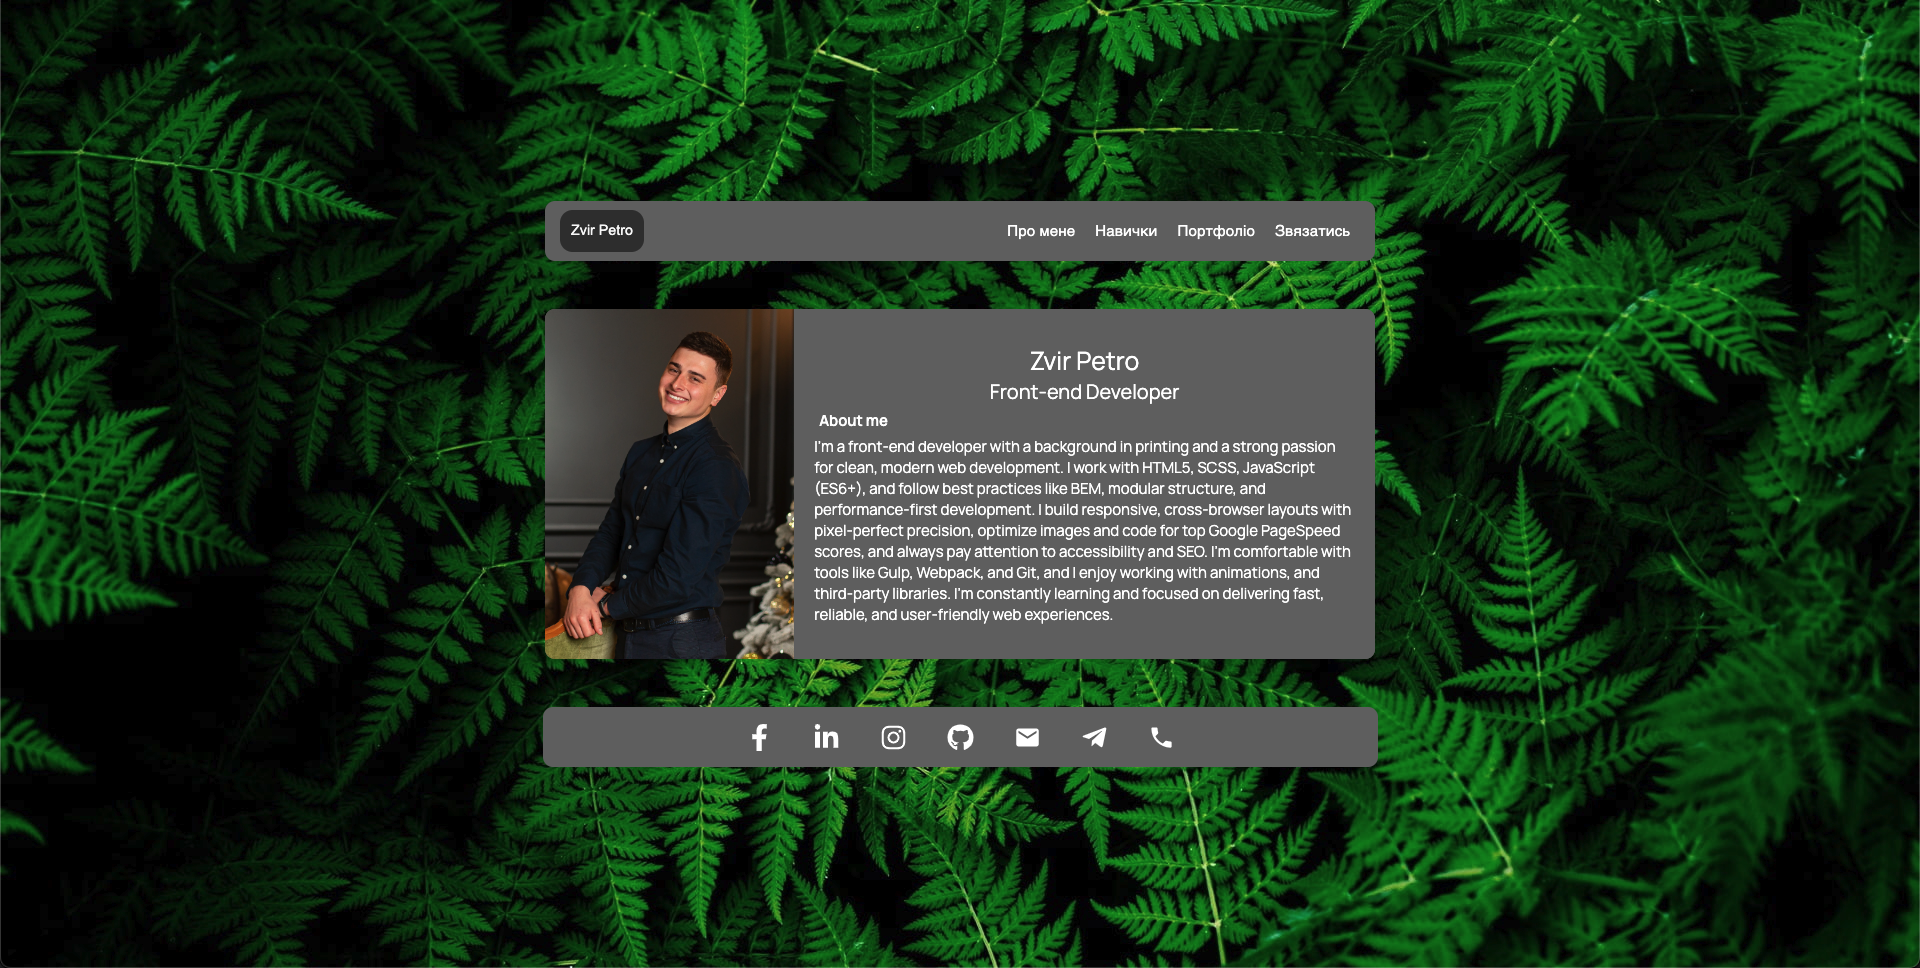 Zvir Petro
Про мене Навички Портфоліо Звязатись
Zvir Petro
Front-end Developer
About me
I'm a front-end developer with a background in printing and a strong passion
for clean, modern web development. I work with HTML5, SCSS, JavaScript
(ES6+), and follow best practices like BEM, modular structure, and
performance-first development. I build responsive, cross-browser layouts with
pixel-perfect precision, optimize images and code for top Google PageSpeed
scores, and always pay attention to accessibility and SEO. I'm comfortable with
tools like Gulp, Webpack, and Git, and I enjoy working with animations, and
third-party libraries. I'm constantly learning and focused on delivering fast,
reliable, and user-friendly web experiences.